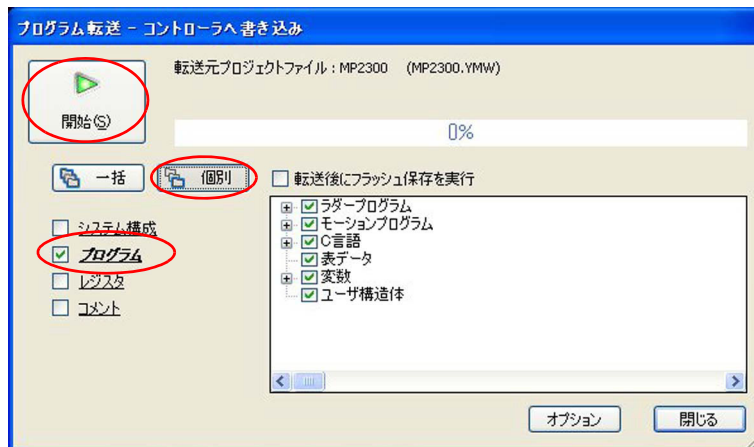 プログラム転送 - コントローラへ書き込み
転送元プロジェクトファイル : MP2300 (MP2300.YMW)
開始(S)
0%
一括
個別
転送後にフラッシュ保存を実行
システム構成
プログラム
レジスタ
コメント
ラダープログラム
モーションプログラム
C言語
表データ
変数
ユーザ構造体
オプション
閉じる